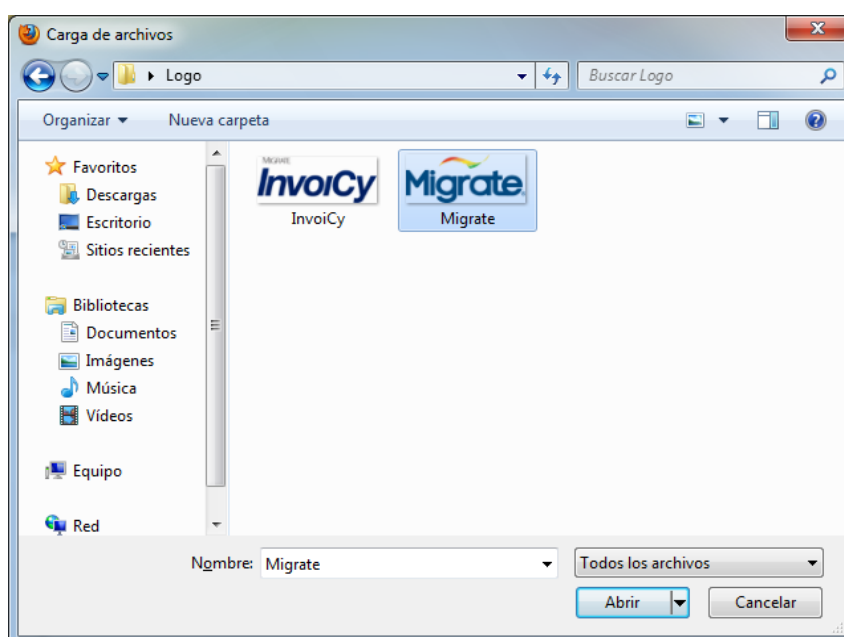 Carga de archivos
Logo
Buscar Logo
Organizar
Nueva carpeta
Favoritos
Descargas
Escritorio
Sitios recientes
Bibliotecas
Documentos
Imágenes
Música
Vídeos
Equipo
Red
Migrate
InvoiCy
InvoiCy
Migrate
Migrate
Nombre: Migrate
Todos los archivos
Abrir
Cancelar